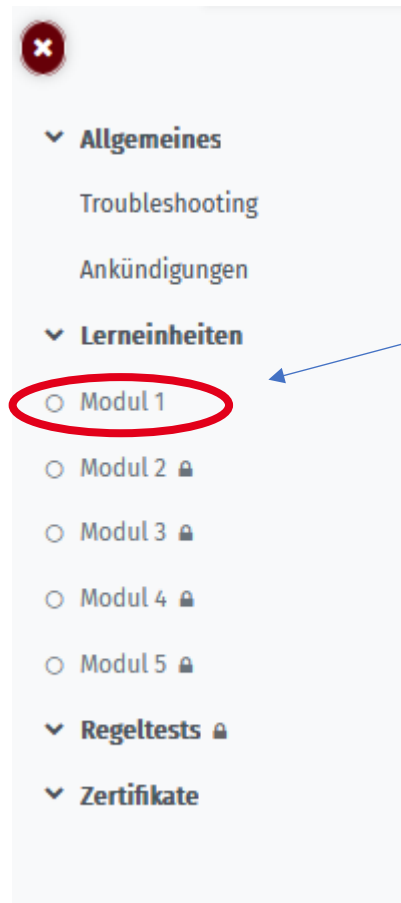 Allgemeines
Troubleshooting
Ankündigungen
Lerneinheiten
Modul 1
Modul 2
Modul 3
Modul 4
Modul 5
Regeltests
Zertifikate